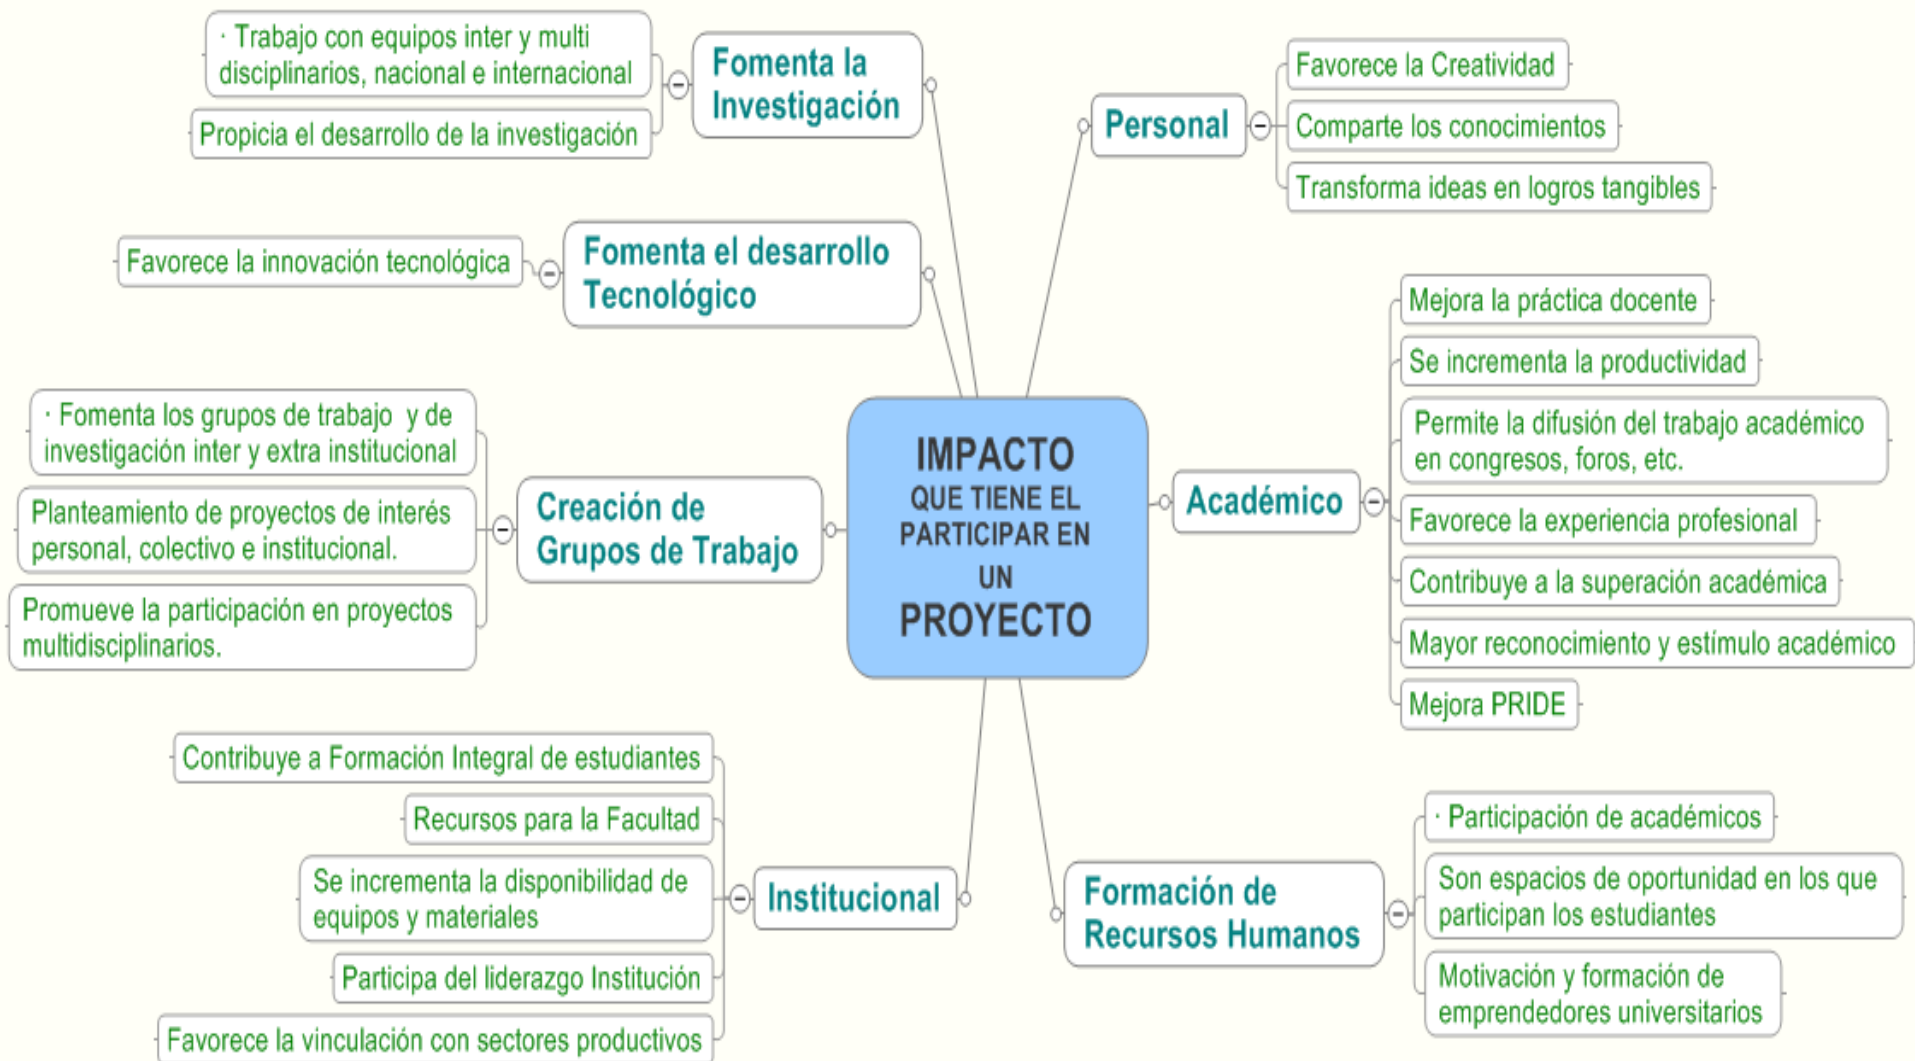 IMPACTO
QUE TIENE EL
PARTICIPAR EN
UN
PROYECTO
Fomenta la
Investigación
· Trabajo con equipos inter y multi
disciplinarios, nacional e internacional
Propicia el desarrollo de la investigación
Fomenta el desarrollo
Tecnológico
Favorece la innovación tecnológica
Creación de
Grupos de Trabajo
· Fomenta los grupos de trabajo y de
investigación inter y extra institucional
Planteamiento de proyectos de interés
personal, colectivo e institucional.
Promueve la participación en proyectos
multidisciplinarios.
Institucional
Contribuye a Formación Integral de estudiantes
Recursos para la Facultad
Se incrementa la disponibilidad de
equipos y materiales
Participa del liderazgo Institución
Favorece la vinculación con sectores productivos
Personal
Favorece la Creatividad
Comparte los conocimientos
Transforma ideas en logros tangibles
Académico
Mejora la práctica docente
Se incrementa la productividad
Permite la difusión del trabajo académico
en congresos, foros, etc.
Favorece la experiencia profesional
Contribuye a la superación académica
Mayor reconocimiento y estímulo académico
Mejora PRIDE
Formación de
Recursos Humanos
· Participación de académicos
Son espacios de oportunidad en los que
participan los estudiantes
Motivación y formación de
emprendedores universitarios